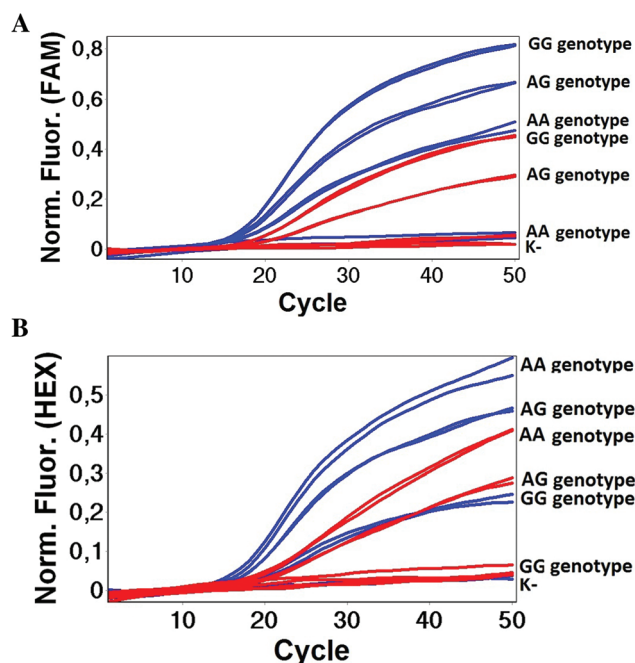 A
Norm. Fluor. (FAM)
0,8
0,6
0,4
0,2
0
10
20
30
40
50
Cycle
GG genotype
AG genotype
AA genotype
GG genotype
AG genotype
AA genotype
K-
B
Norm. Fluor. (HEX)
0,5
0,4
0,3
0,2
0,1
0
10
20
30
40
50
Cycle
AA genotype
AG genotype
AA genotype
AG genotype
GG genotype
GG genotype
K-